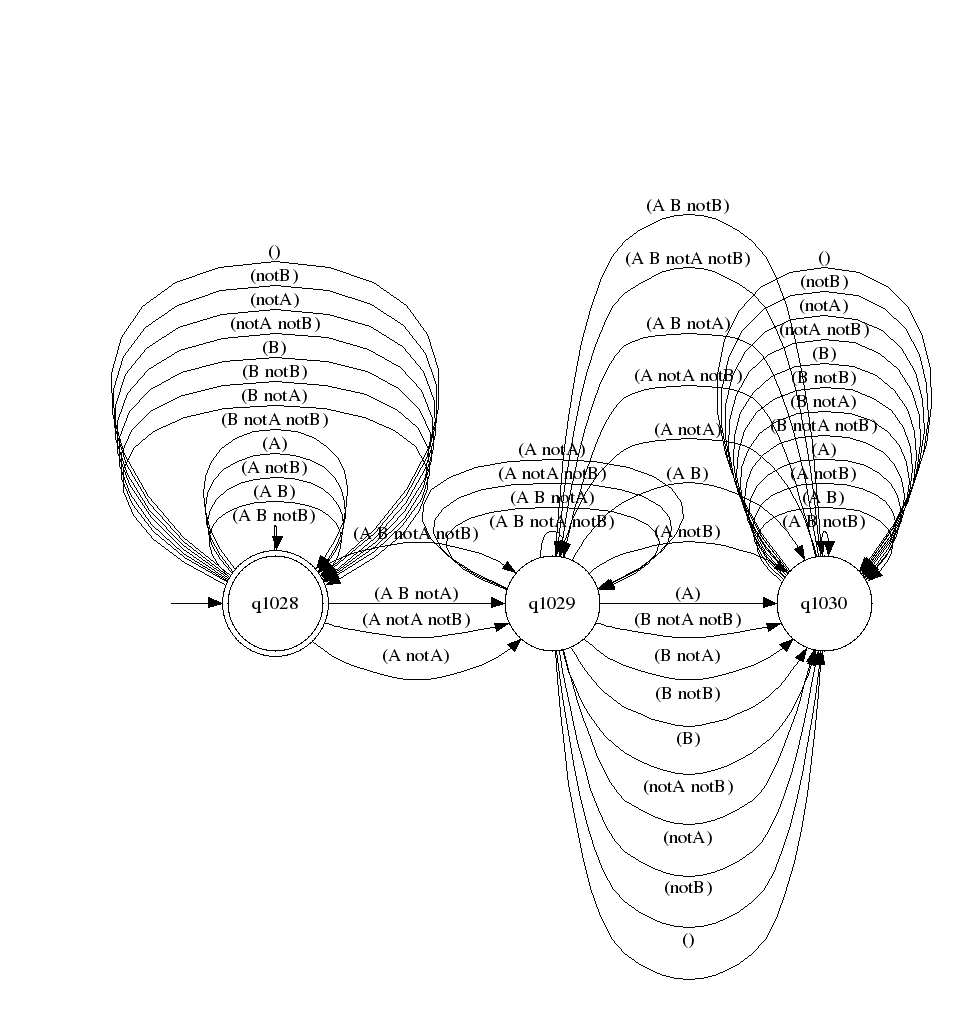 (A B notB)
(A B notA notB)
(A B notA)
(A notA notB)
(A notA)
(A B)
(A notB)
()
(notB)
(notA)
(notA notB)
(B)
(B notB)
(B notA)
(B notA notB)
(A)
(A notB)
(A B)
(A B notB)
()
(notB)
(notA)
(notA notB)
(B)
(B notB)
(B notA)
(B notA notB)
(A)
(A notB)
(A B)
(A B notB)
(A notA)
(A notA notB)
(A B notA)
(A B notA notB)
(A B notA notB)
q1028
(A B notA)
(A notA notB)
(A notA)
q1029
(A)
(B notA notB)
(B notA)
(B notB)
(B)
(notA notB)
(notA)
(notB)
()
q1030